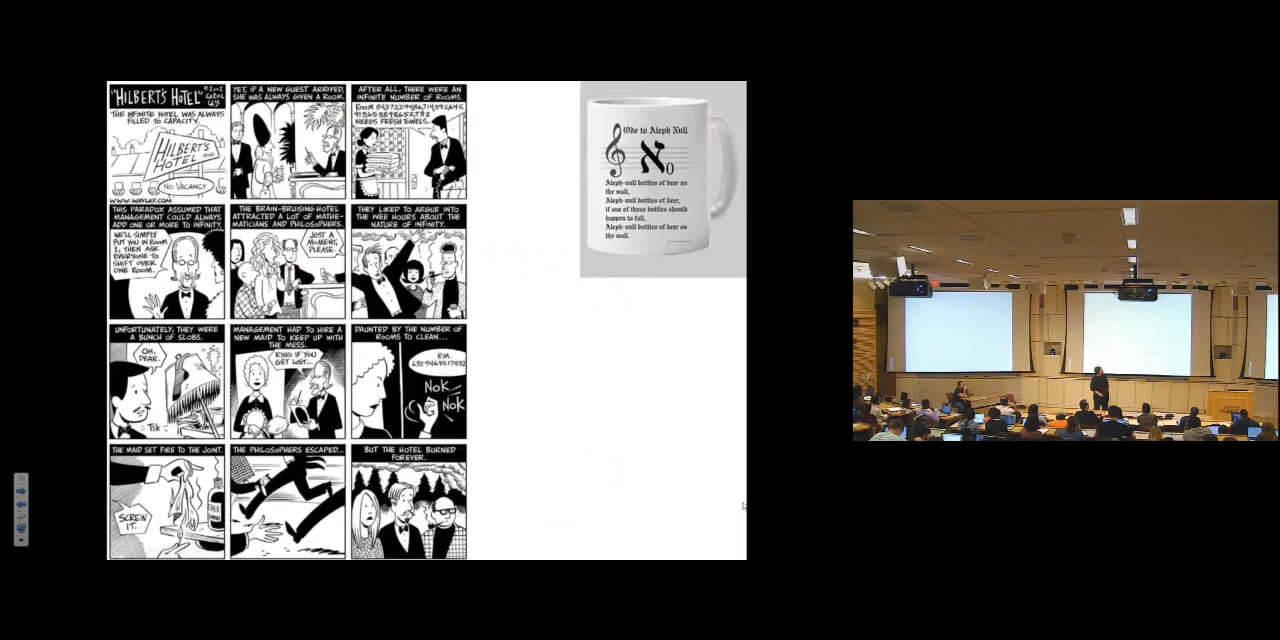 "HILBERT'S HOTEL"
©2002
CAROL
LAY
THE INFINITE HOTEL WAS ALWAYS
FILLED TO CAPACITY.
HILBERT'S
HOTEL
NO VACANCY
WWW.WAYLAY.COM
YET, IF A NEW GUEST ARRIVED,
SHE WAS ALWAYS GIVEN A ROOM.
AFTER ALL, THERE WERE AN
INFINITE NUMBER OF ROOMS.
NEEDS FRESH TOWELS.
THIS PARADOX ASSUMED THAT
MANAGEMENT COULD ALWAYS
ADD ONE OR MORE TO INFINITY.
WE'LL SIMPLY
PUT YOU IN ROOM
1, THEN ASK
EVERYONE TO
SHIFT OVER
ONE ROOM.
THE BRAIN-BRUISING HOTEL
ATTRACTED A LOT OF MATHE-
MATICIANS AND PHILOSOPHERS.
JUST A
MOMENT,
PLEASE.
THEY LIKED TO ARGUE INTO
THE WEE HOURS ABOUT THE
NATURE OF INFINITY.
UNFORTUNATELY, THEY WERE
A BUNCH OF SLOBS.
OH,
DEAR.
TSK
MANAGEMENT HAD TO HIRE A
NEW MAID TO KEEP UP WITH
THE MESS.
RING IF YOU
GET LOST...
DAUNTED BY THE NUMBER OF
ROOMS TO CLEAN...
RM.
NOK
NOK
THE MAID SET FIRE TO THE JOINT.
SCREW
IT.
THE PHILOSOPHERS ESCAPED...
BUT THE HOTEL BURNED
FOREVER.
Ode to Aleph Null
ℵ0
Aleph-null bottles of beer on
the wall,
Aleph-null bottles of beer,
if one of those bottles should
happen to fall,
Aleph-null bottles of beer on
the wall.